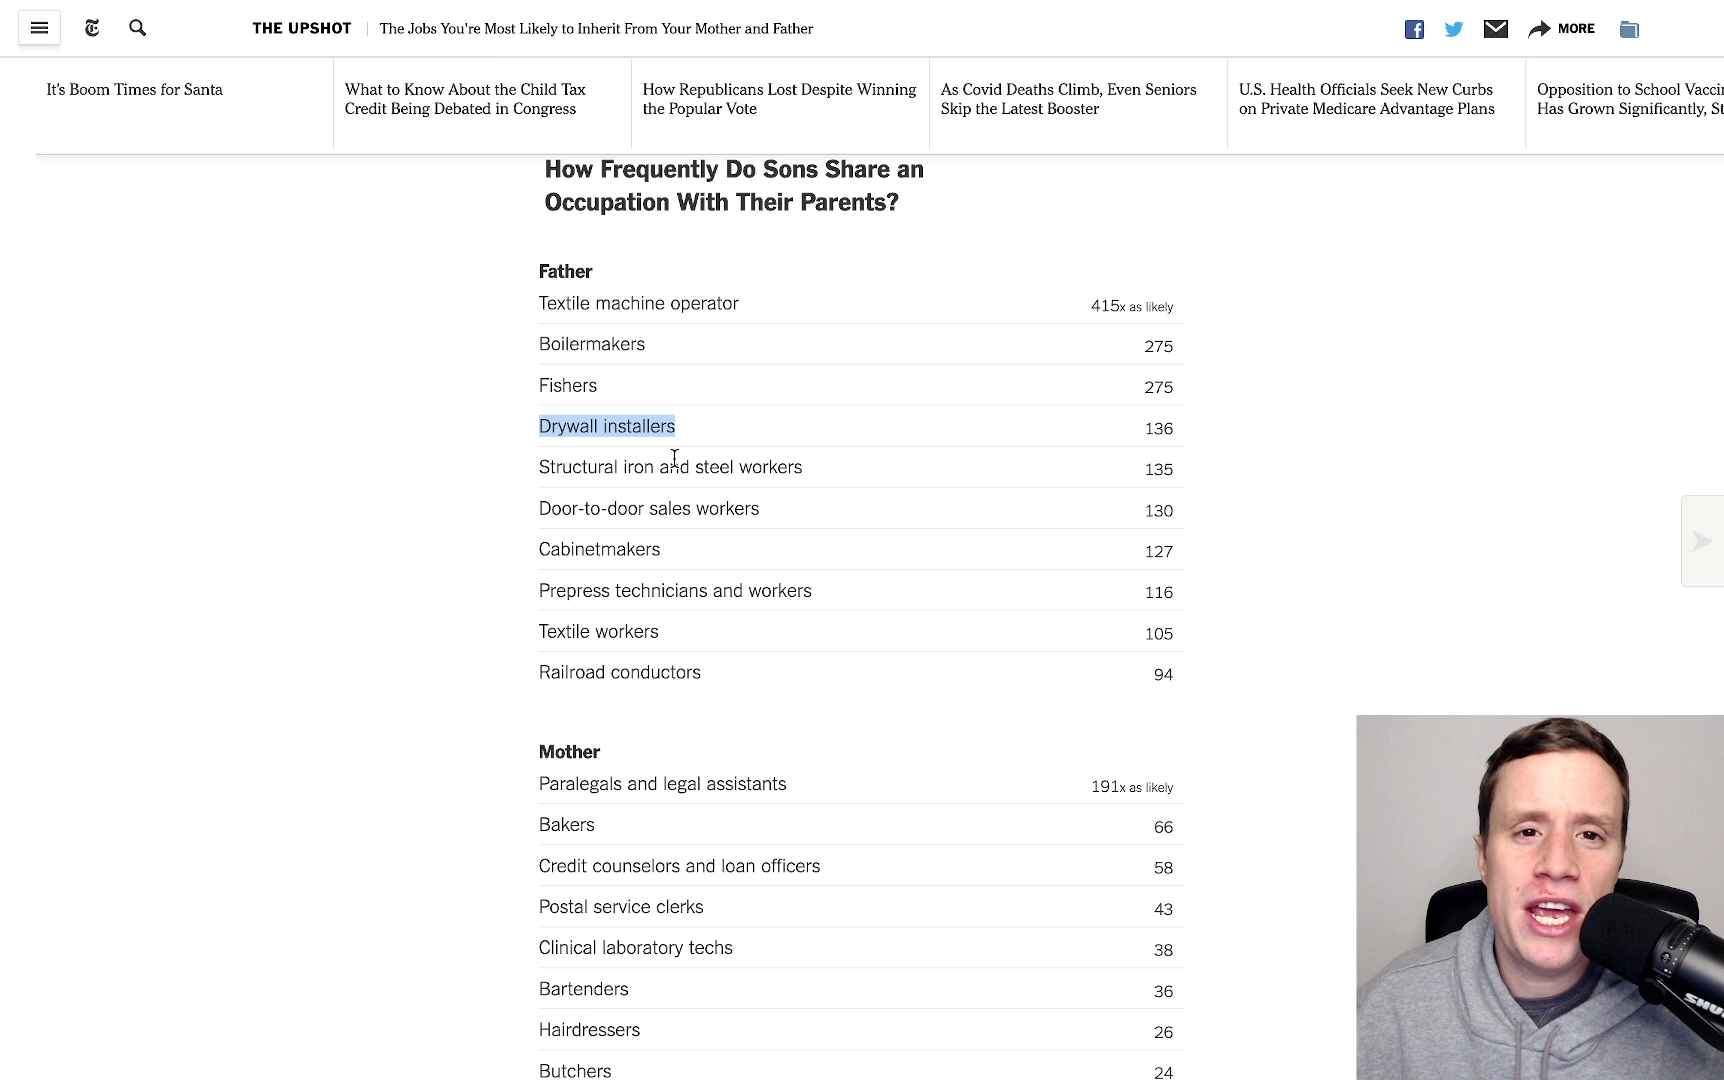 THE UPSHOT
The Jobs You're Most Likely to Inherit From Your Mother and Father
MORE
It's Boom Times for Santa
What to Know About the Child Tax
Credit Being Debated in Congress
How Republicans Lost Despite Winning
the Popular Vote
As Covid Deaths Climb, Even Seniors
Skip the Latest Booster
U.S. Health Officials Seek New Curbs
on Private Medicare Advantage Plans
Opposition to School
Has Grown Significantly,
How Frequently Do Sons Share an
Occupation With Their Parents?
Father
Textile machine operator 415x as likely
Boilermakers 275
Fishers 275
Drywall installers 136
Structural iron and steel workers 135
Door-to-door sales workers 130
Cabinetmakers 127
Prepress technicians and workers 116
Textile workers 105
Railroad conductors 94
Mother
Paralegals and legal assistants 191x as likely
Bakers 66
Credit counselors and loan officers 58
Postal service clerks 43
Clinical laboratory techs 38
Bartenders 36
Hairdressers 26
Butchers 24